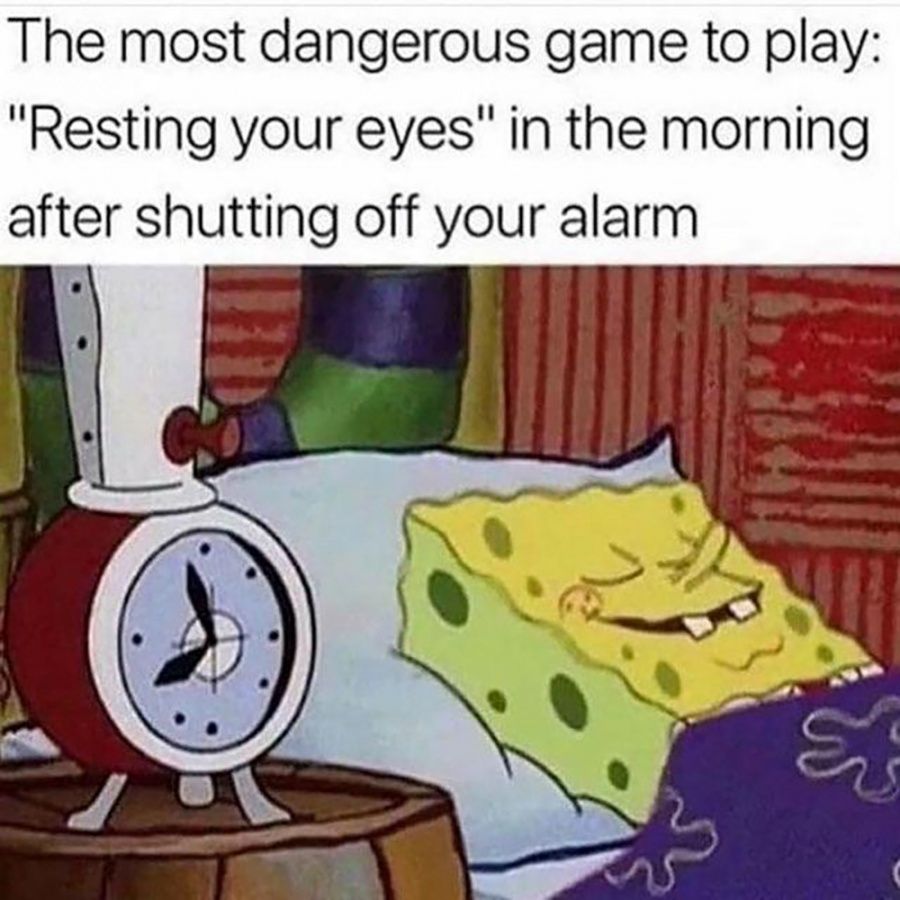 The most dangerous game to play:
"Resting your eyes" in the morning
after shutting off your alarm